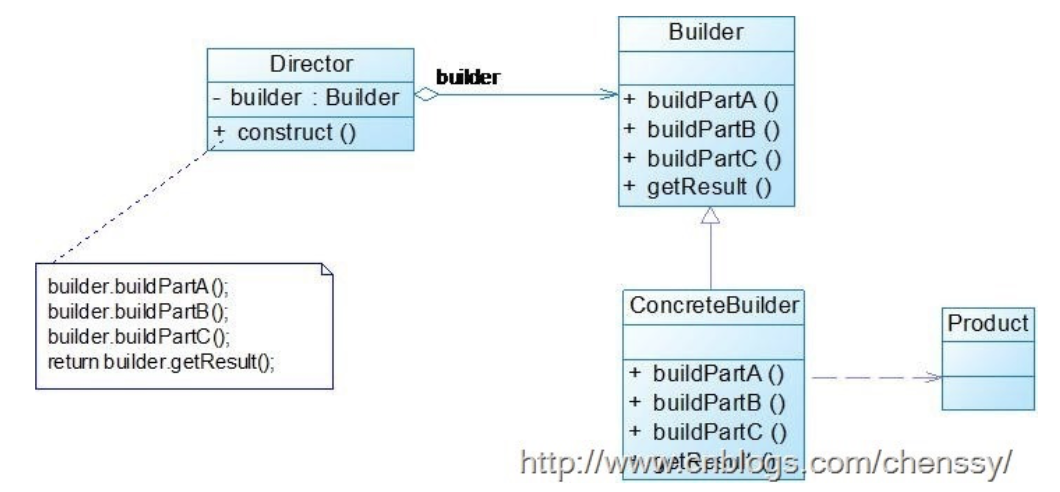 Director
- builder : Builder
+ construct ()
builder
Builder
+ buildPartA ()
+ buildPartB ()
+ buildPartC ()
+ getResult ()
builder.buildPartA();
builder.buildPartB();
builder.buildPartC();
return builder.getResult();
ConcreteBuilder
+ buildPartA ()
+ buildPartB ()
+ buildPartC ()
+ getResult ()
Product
http://www.cnblogs.com/chenssy/